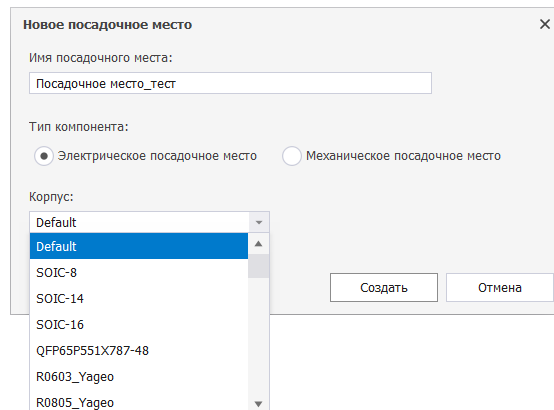 Новое посадочное место
Имя посадочного места:
Посадочное место_тест
Тип компонента:
Электрическое посадочное место
Механическое посадочное место
Корпус:
Default
Default
SOIC-8
SOIC-14
SOIC-16
QFP65P551X787-48
R0603_Yageo
R0805_Yageo
Создать
Отмена